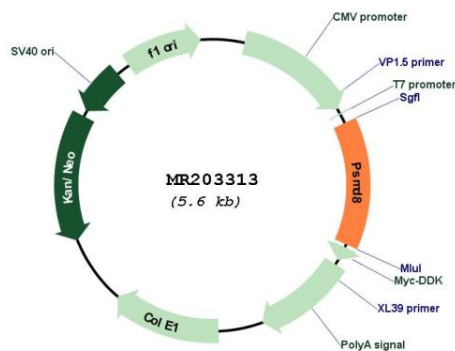 CMV promoter
SV40 ori
f1 ori
VP1.5 primer
T7 promoter
SgfI
Kan/Neo
MR203313
(5.6 kb)
Psmd8
MluI
Myc-DDK
XL39 primer
Col E1
PolyA signal